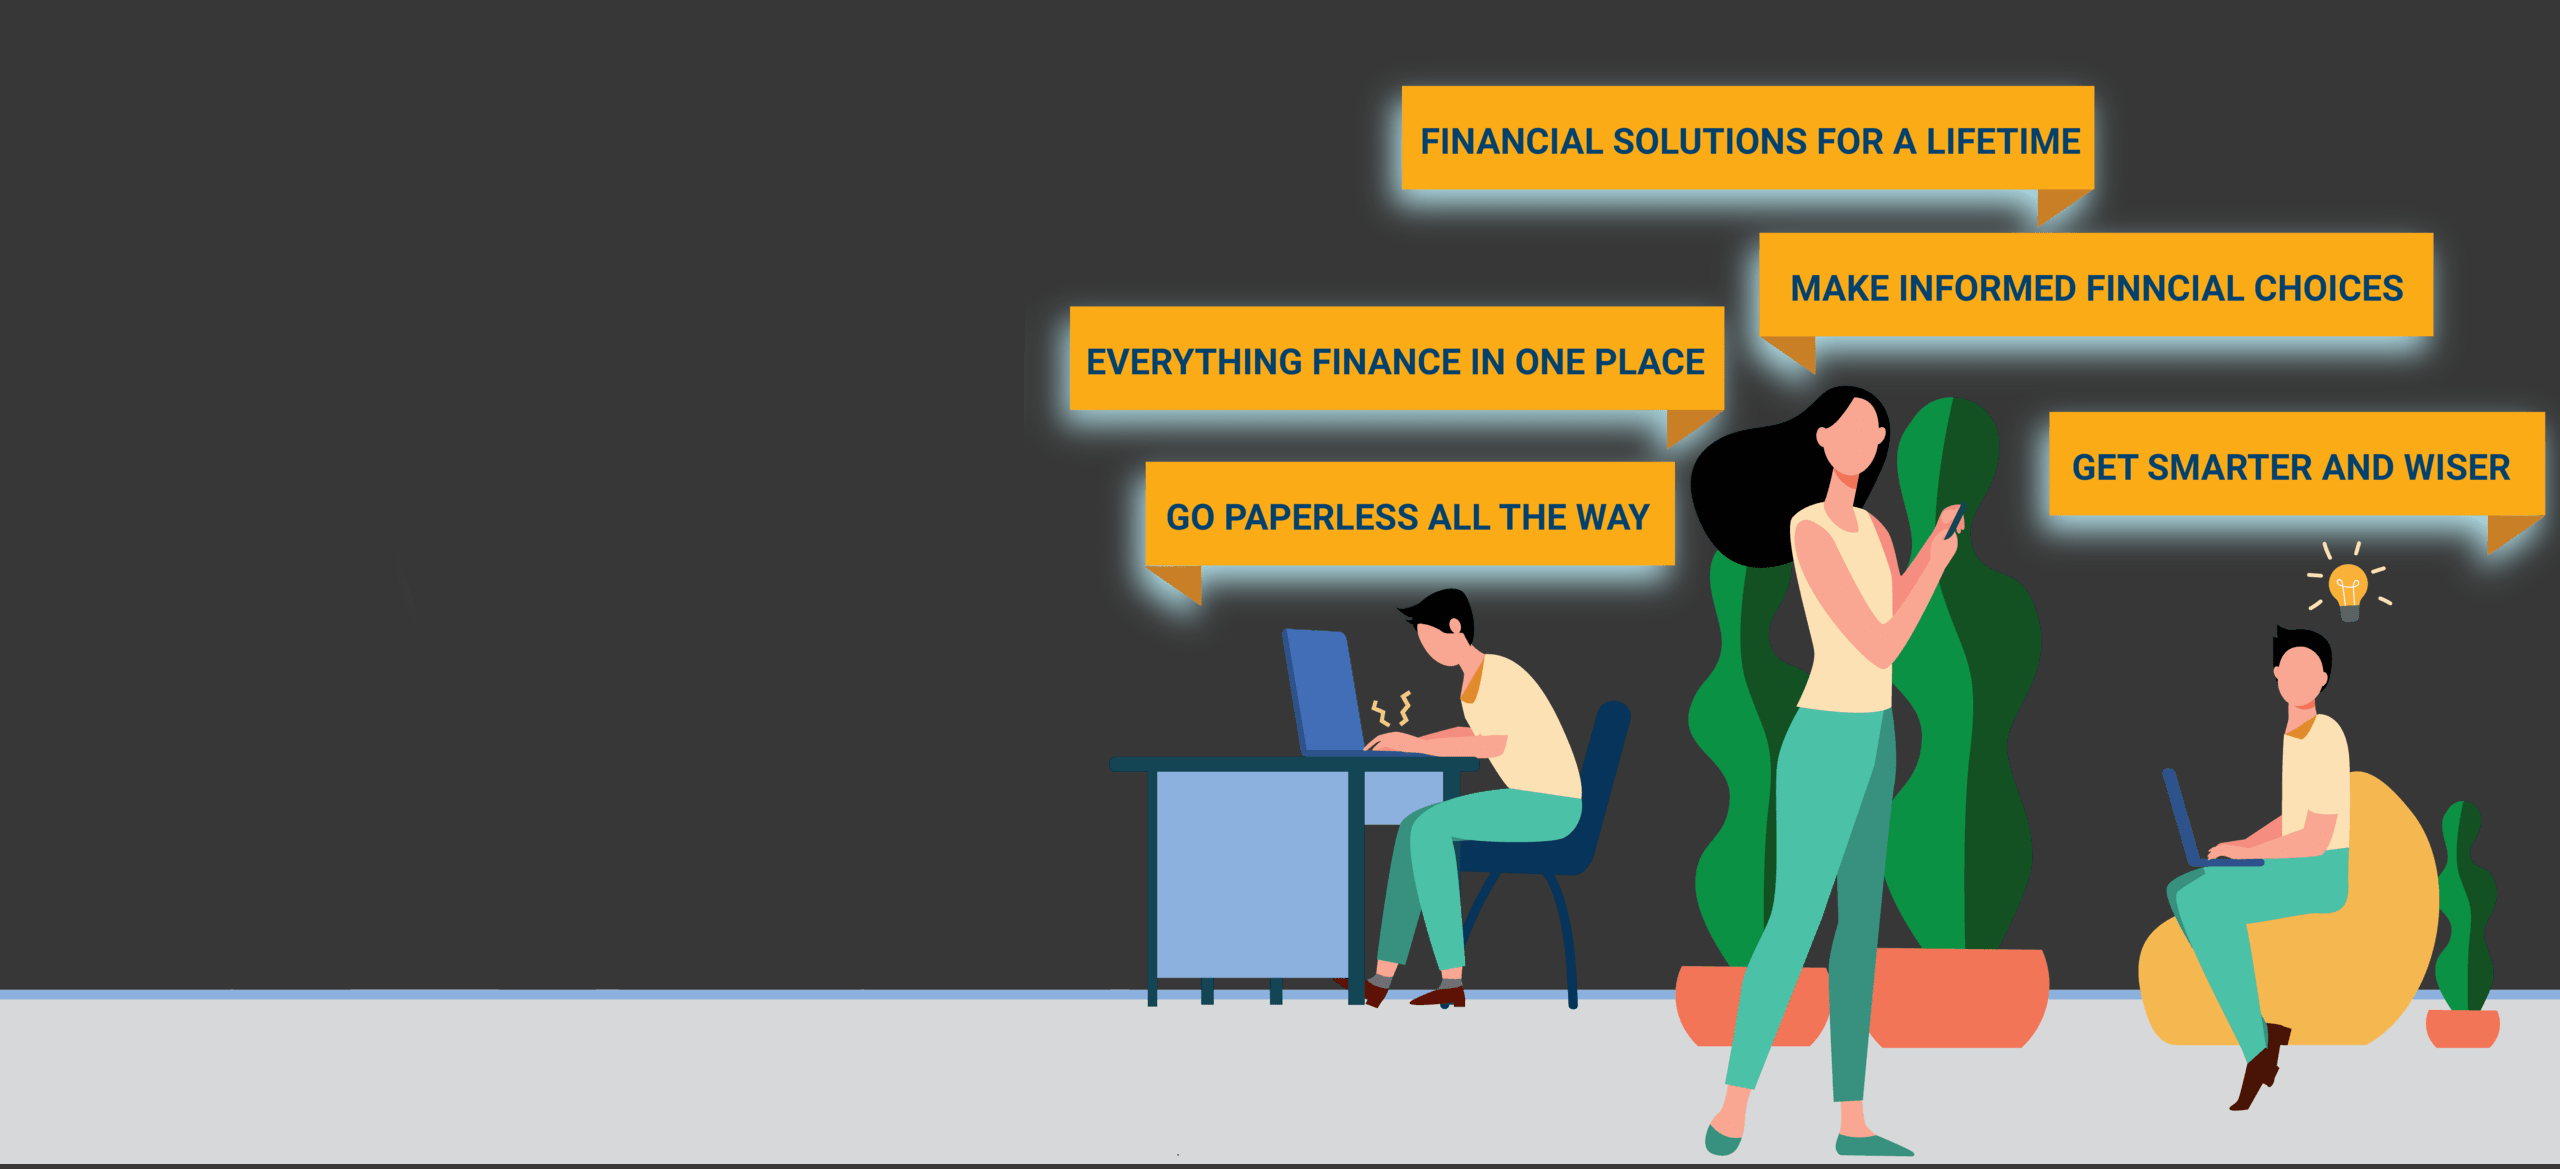 FINANCIAL SOLUTIONS FOR A LIFETIME
MAKE INFORMED FINNCIAL CHOICES
EVERYTHING FINANCE IN ONE PLACE
GET SMARTER AND WISER
GO PAPERLESS ALL THE WAY